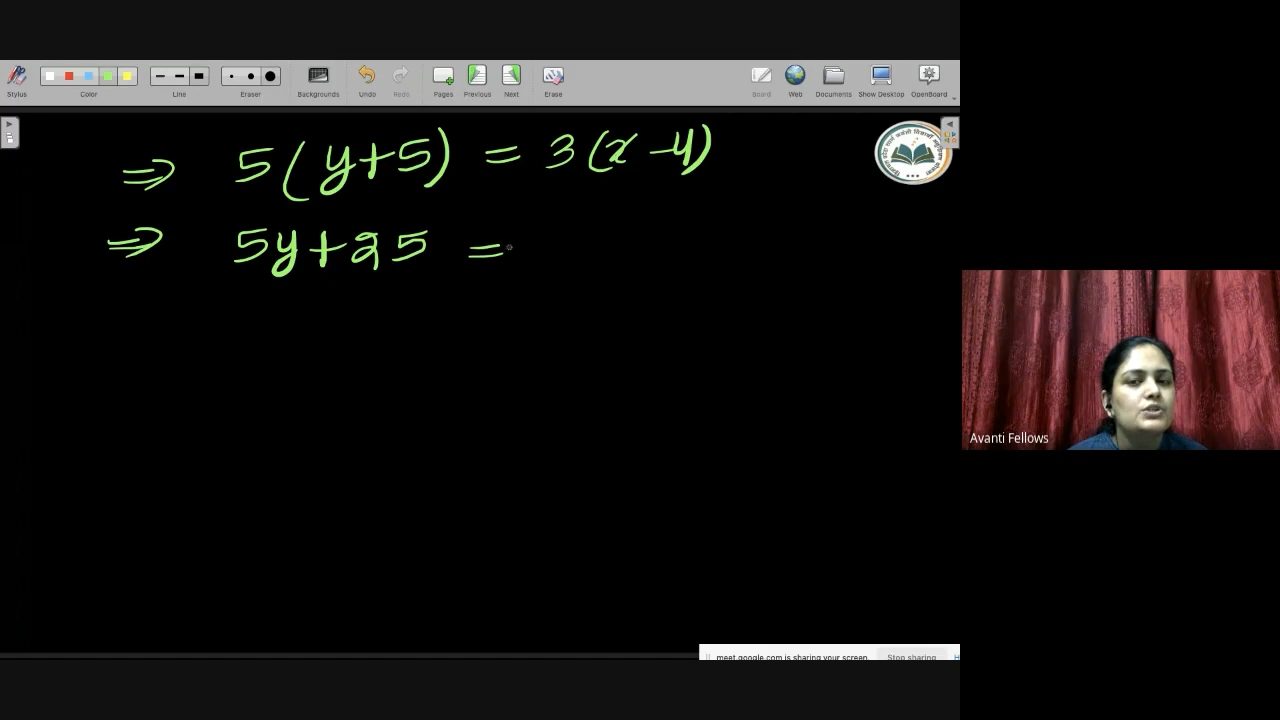 Stylus Color Line Eraser Backgrounds Undo Redo Pages Previous Next Erase Board Web Documents Show Desktop OpenBoard
⇒ 5(y+5) = 3(x-4)
⇒ 5y+25 =
Avanti Fellows
meet.google.com is sharing your screen. Stop sharing H